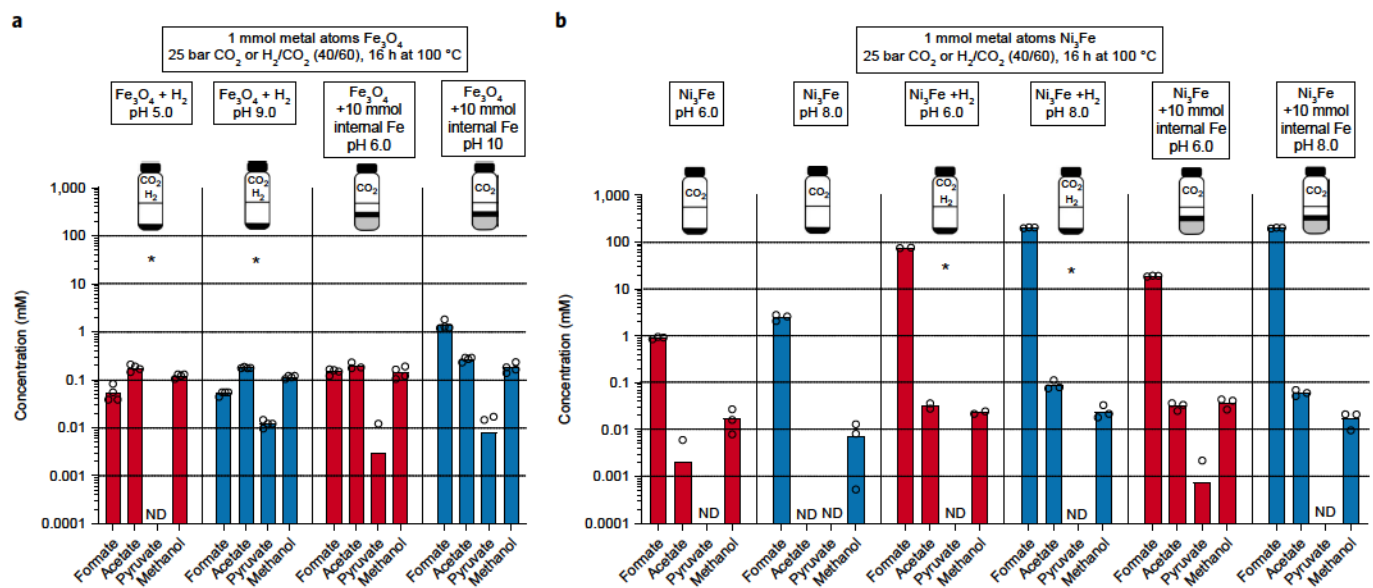 a
1 mmol metal atoms Fe₃O₄
25 bar CO₂ or H₂/CO₂ (40/60), 16 h at 100 °C
Fe₃O₄ + H₂
pH 5.0
Fe₃O₄ + H₂
pH 9.0
Fe₃O₄
+10 mmol
internal Fe
pH 6.0
Fe₃O₄
+10 mmol
internal Fe
pH 10
CO₂
H₂
CO₂
H₂
CO₂
CO₂
Concentration (mM)
1,000
100
10
1
0.1
0.01
0.001
0.0001
*
*
ND
Formate
Acetate
Pyruvate
Methanol
Formate
Acetate
Pyruvate
Methanol
Formate
Acetate
Pyruvate
Methanol
Formate
Acetate
Pyruvate
Methanol
b
1 mmol metal atoms Ni₃Fe
25 bar CO₂ or H₂/CO₂ (40/60), 16 h at 100 °C
Ni₃Fe
pH 6.0
Ni₃Fe
pH 8.0
Ni₃Fe +H₂
pH 6.0
Ni₃Fe +H₂
pH 8.0
Ni₃Fe
+10 mmol
internal Fe
pH 6.0
Ni₃Fe
+10 mmol
internal Fe
pH 8.0
CO₂
CO₂
CO₂
H₂
CO₂
H₂
CO₂
CO₂
Concentration (mM)
1,000
100
10
1
0.1
0.01
0.001
0.0001
*
*
ND
ND
ND
ND
ND
ND
Formate
Acetate
Pyruvate
Methanol
Formate
Acetate
Pyruvate
Methanol
Formate
Acetate
Pyruvate
Methanol
Formate
Acetate
Pyruvate
Methanol
Formate
Acetate
Pyruvate
Methanol
Formate
Acetate
Pyruvate
Methanol